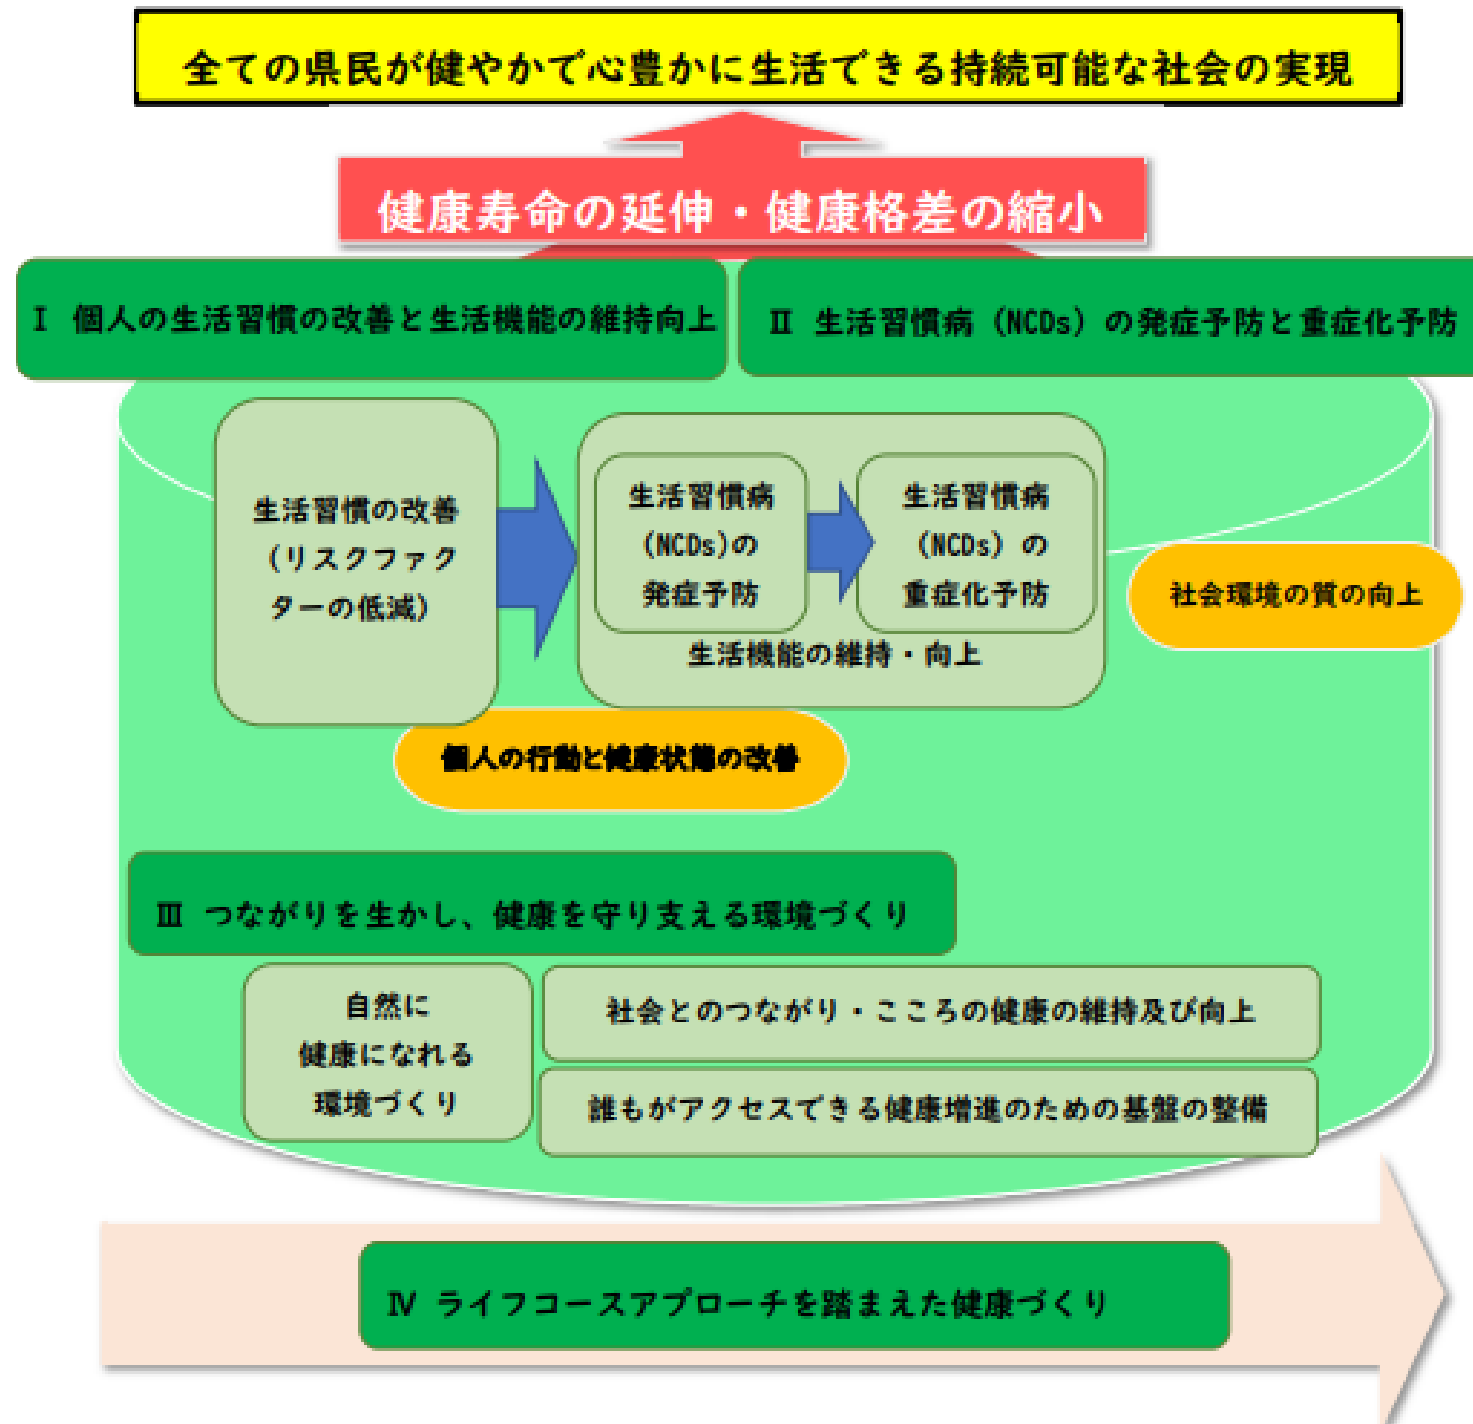 全ての県民が健やかで心豊かに生活できる持続可能な社会の実現
健康寿命の延伸・健康格差の縮小
Ⅰ 個人の生活習慣の改善と生活機能の維持向上
Ⅱ 生活習慣病（NCDs）の発症予防と重症化予防
生活習慣の改善
（リスクファク
ターの低減）
生活習慣病
(NCDs)の
発症予防
生活習慣病
（NCDs）の
重症化予防
生活機能の維持・向上
社会環境の質の向上
個人の行動と健康状態の改善
Ⅲ つながりを生かし、健康を守り支える環境づくり
自然に
健康になれる
環境づくり
社会とのつながり・こころの健康の維持及び向上
誰もがアクセスできる健康増進のための基盤の整備
Ⅳ ライフコースアプローチを踏まえた健康づくり